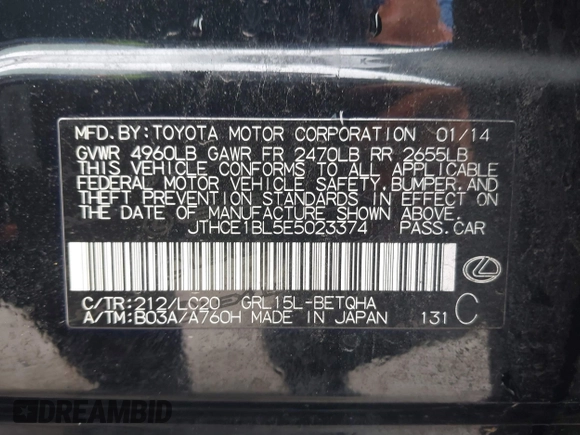 MFD.BY:TOYOTA MOTOR CORPORATION 01/14
GVWR 4960LB GAWR FR 2470LB RR 2655LB
THIS VEHICLE CONFORMS TO ALL APPLICABLE
FEDERAL MOTOR VEHICLE SAFETY,BUMPER,AND
THEFT PREVENTION STANDARDS IN EFFECT ON
THE DATE OF MANUFACTURE SHOWN ABOVE.
JTHCE1BL5E5023374 PASS.CAR
C/TR:212/LC20 GRL15L-BETQHA
A/TM:B03A/A760H MADE IN JAPAN 131 C
DREAMBID